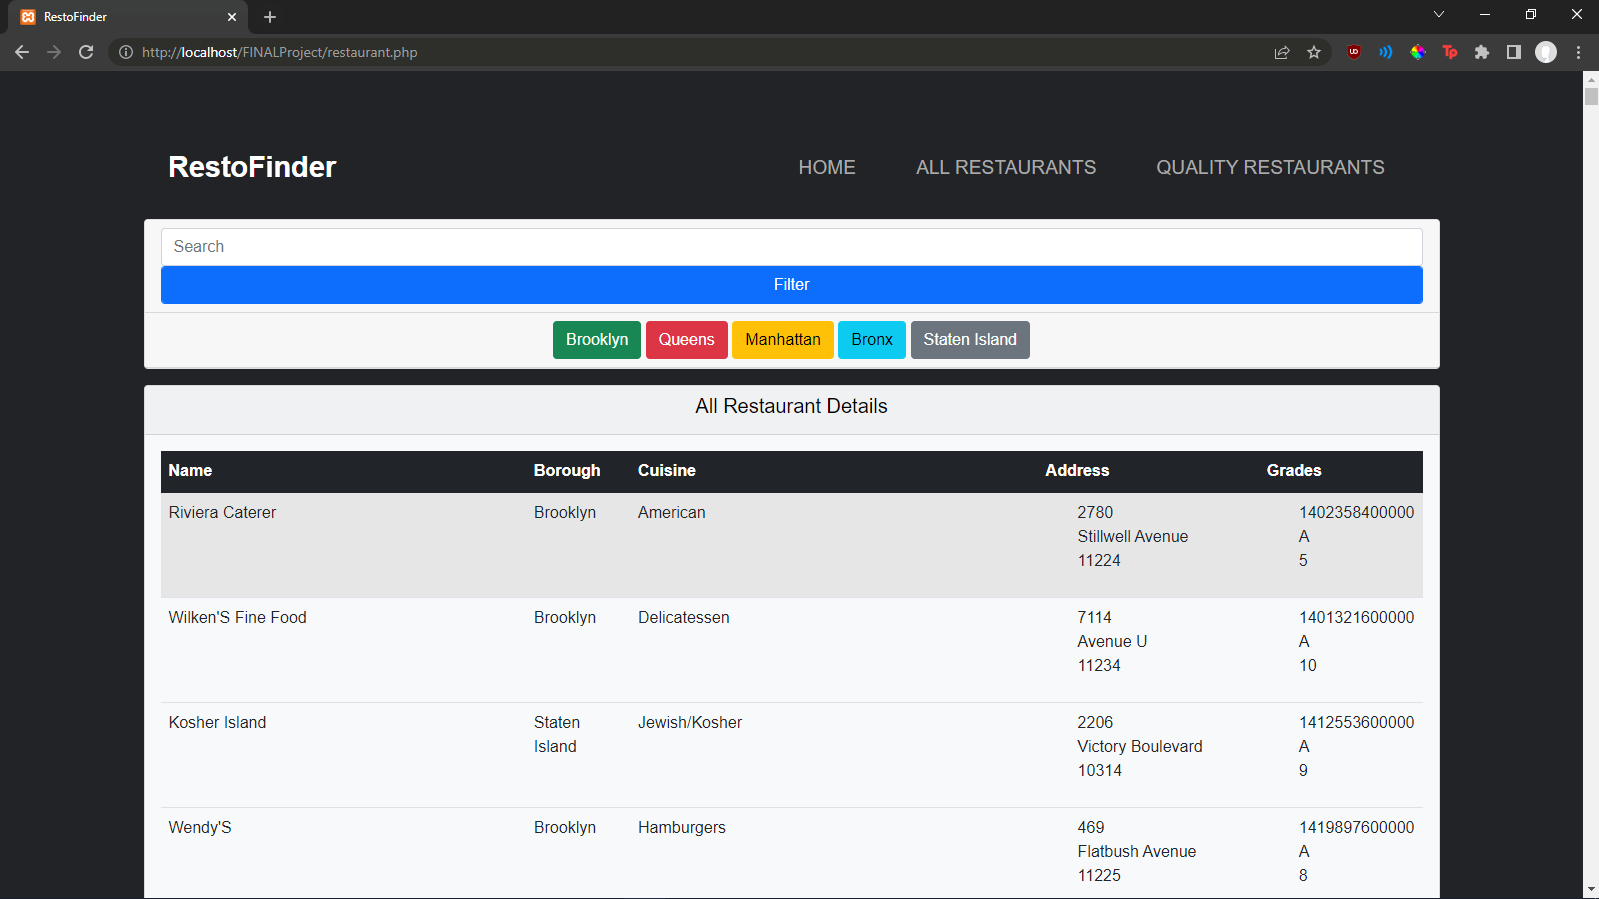 RestoFinder
http://localhost/FINALProject/restaurant.php
RestoFinder
HOME ALL RESTAURANTS QUALITY RESTAURANTS
Search
Filter
Brooklyn Queens Manhattan Bronx Staten Island
All Restaurant Details
Name Borough Cuisine Address Grades
Riviera Caterer Brooklyn American 2780 1402358400000
Stillwell Avenue A
11224 5
Wilken'S Fine Food Brooklyn Delicatessen 7114 1401321600000
Avenue U A
11234 10
Kosher Island Staten Jewish/Kosher 2206 1412553600000
Island Victory Boulevard A
10314 9
Wendy'S Brooklyn Hamburgers 469 1419897600000
Flatbush Avenue A
11225 8